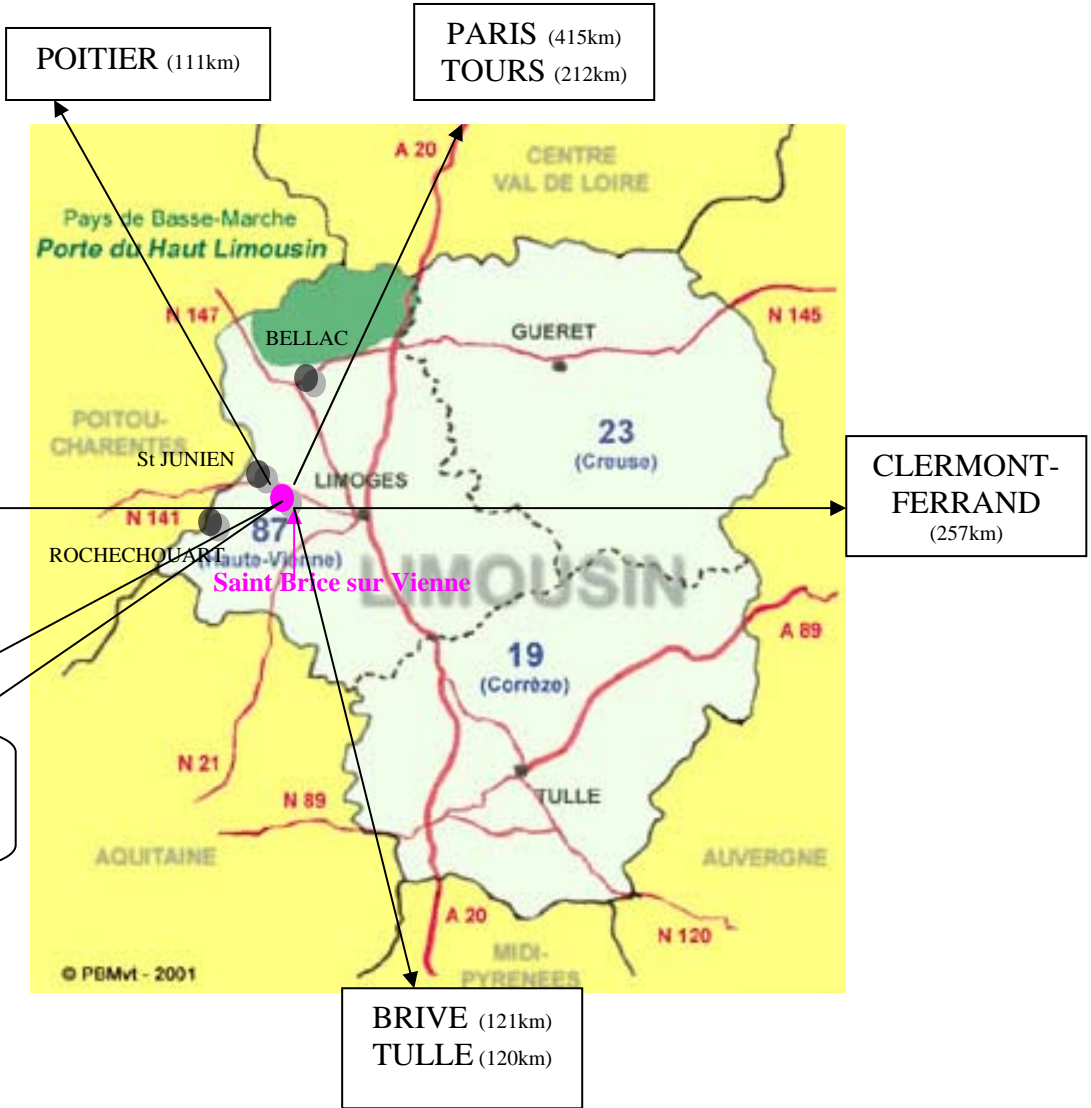 POITIER (111km)
PARIS (415km)
TOURS (212km)
A 20
CENTRE
VAL DE LOIRE
Pays de Basse-Marche
Porte du Haut Limousin
N 147
BELLAC
GUERET
N 145
POITOU-
CHARENTES
23
(Creuse)
St JUNIEN
LIMOGES
CLERMONT-
FERRAND
(257km)
N 141
87
ROCHECHOUART
(Haute-Vienne)
Saint Brice sur Vienne
LIMOUSIN
A 89
19
(Corrèze)
N 21
N 89
TULLE
AQUITAINE
AUVERGNE
A 20
N 120
MIDI-
PYRENEES
© PBMvt - 2001
BRIVE (121km)
TULLE (120km)